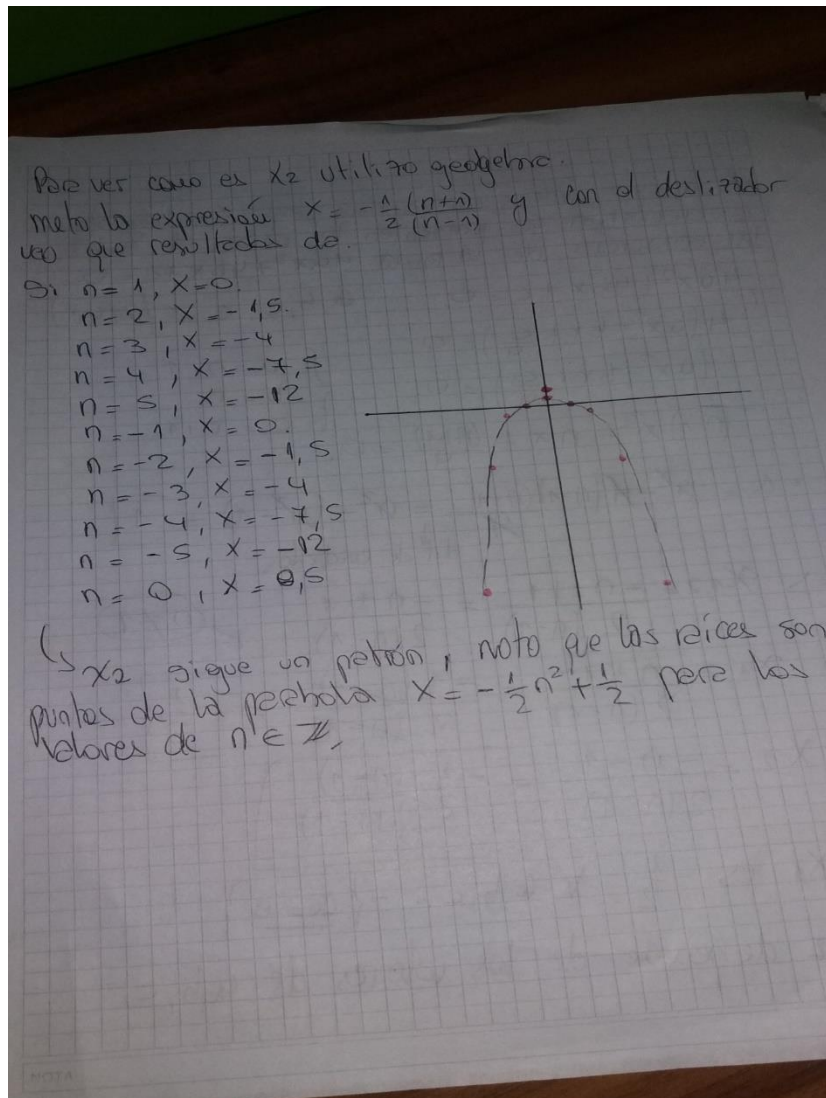 Para ver como es x₂ utilizo geogebra.
meto la expresión x = -1/2 (n+1)/(n-1) y con el deslizador
veo que resultados da.
Si n = 1, x = 0.
n = 2, x = -1,5.
n = 3, x = -4
n = 4, x = -7,5
n = 5, x = -12
n = -1, x = 0.
n = -2, x = -1,5
n = -3, x = -4
n = -4, x = -7,5
n = -5, x = -12
n = 0, x = 0,5
↳ x₂ sigue un patrón, noto que las raíces son
puntos de la parabola x = -1/2 n² + 1/2 para los
valores de n ∈ ℤ.
NOTA